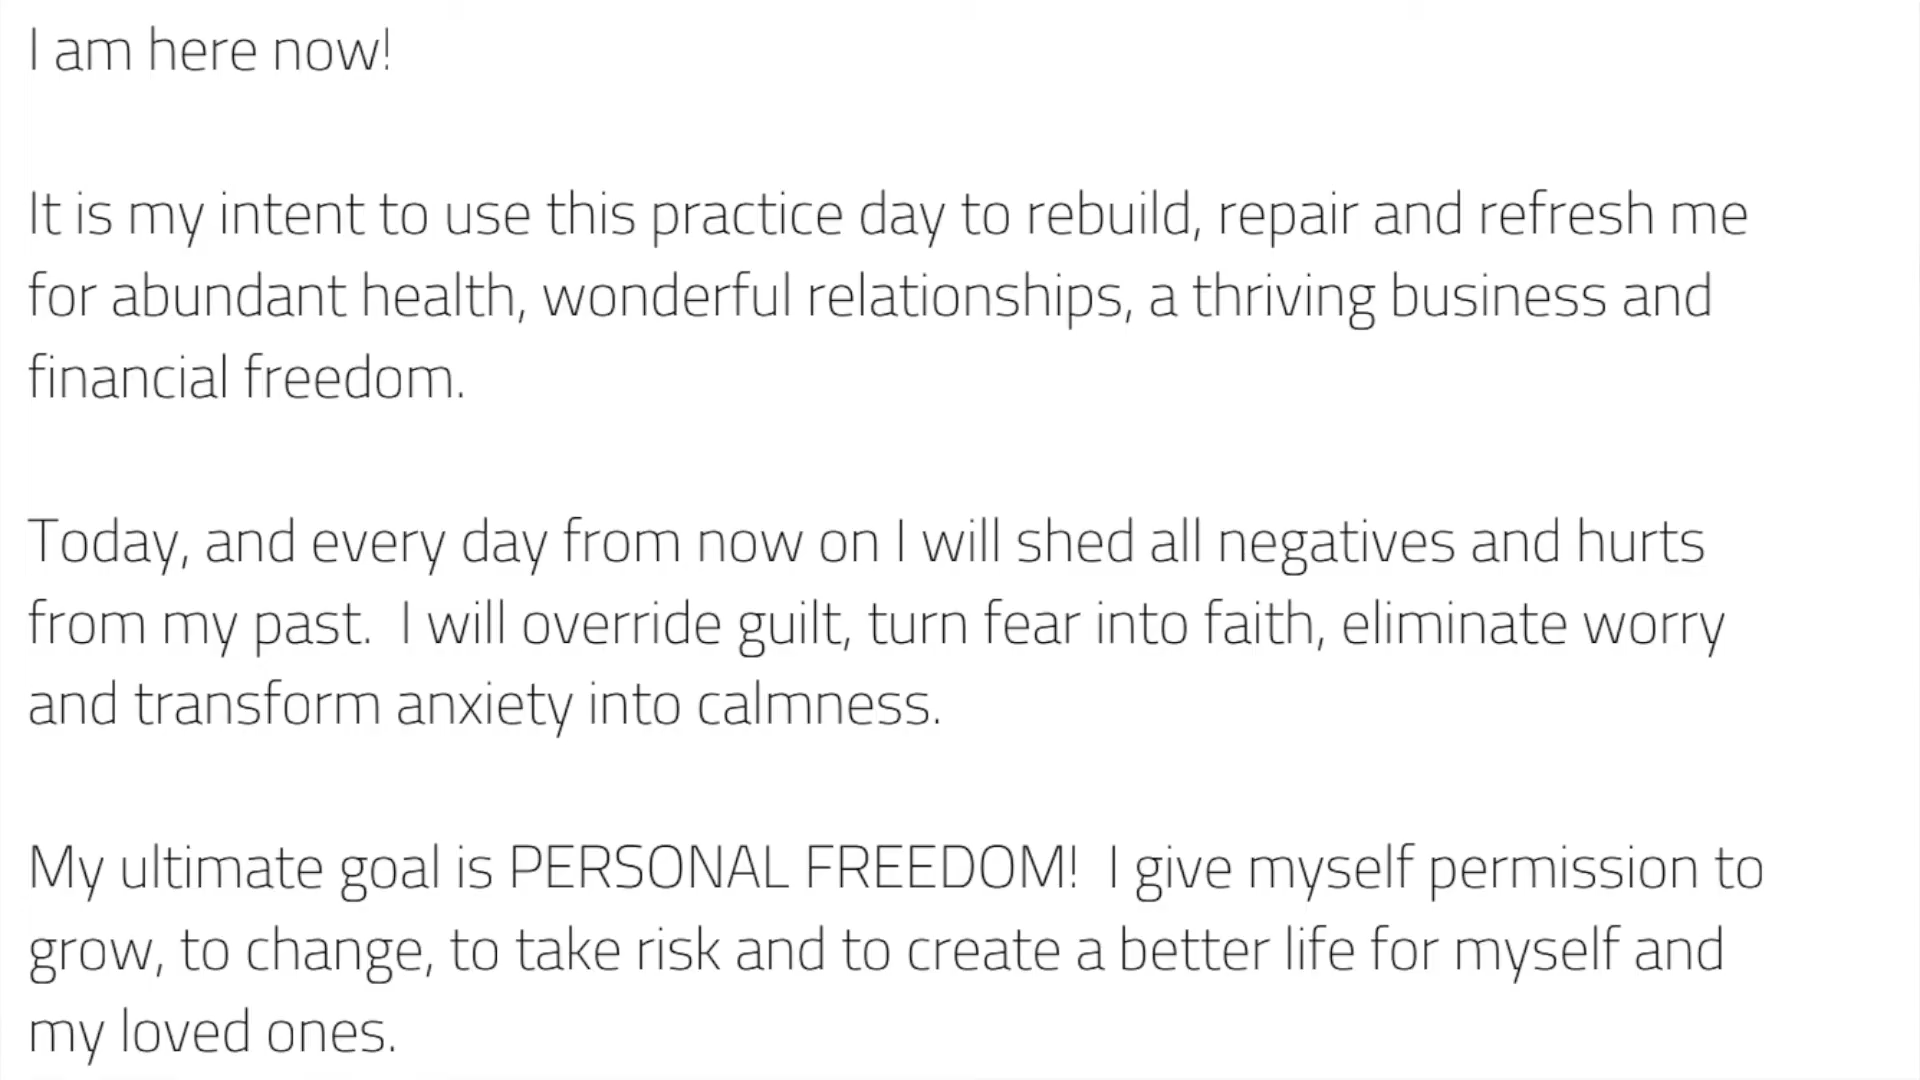 I am here now!
It is my intent to use this practice day to rebuild, repair and refresh me
for abundant health, wonderful relationships, a thriving business and
financial freedom.
Today, and every day from now on I will shed all negatives and hurts
from my past.  I will override guilt, turn fear into faith, eliminate worry
and transform anxiety into calmness.
My ultimate goal is PERSONAL FREEDOM!  I give myself permission to
grow, to change, to take risk and to create a better life for myself and
my loved ones.